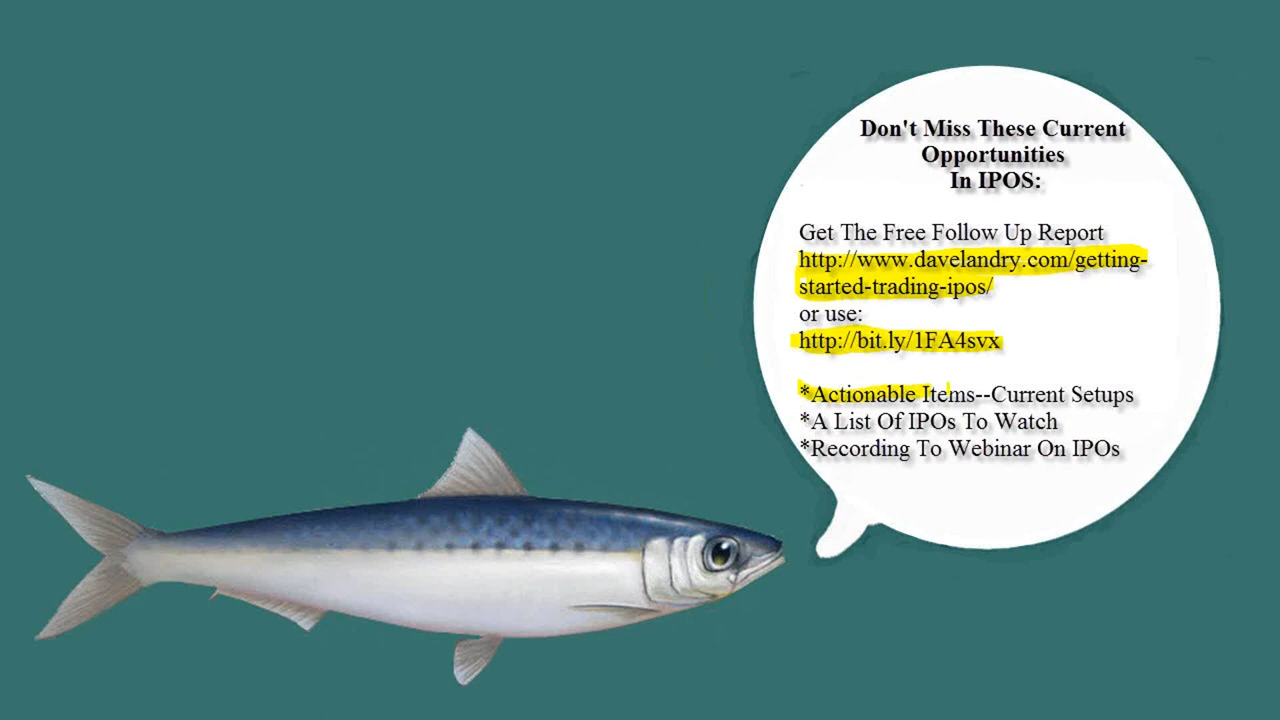 Don't Miss These Current
Opportunities
In IPOS:
Get The Free Follow Up Report
http://www.davelandry.com/getting-
started-trading-ipos/
or use:
http://bit.ly/1FA4svx
*Actionable Items--Current Setups
*A List Of IPOs To Watch
*Recording To Webinar On IPOs